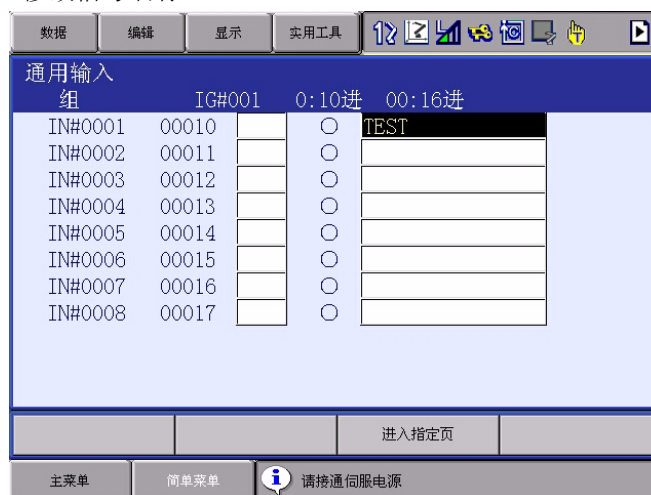 数据 编辑 显示 实用工具
通用输入
组 IG#001 0:10进 00:16进
IN#0001 00010 TEST
IN#0002 00011
IN#0003 00012
IN#0004 00013
IN#0005 00014
IN#0006 00015
IN#0007 00016
IN#0008 00017
进入指定页
主菜单 简单菜单 请接通伺服电源